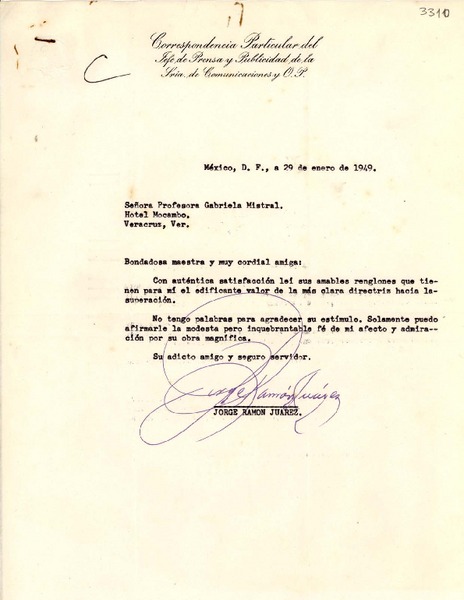 3310
Correspondencia Particular del
Jefe de Prensa y Publicidad de la
Sría. de Comunicaciones y O.P.
C
México, D. F., a 29 de enero de 1949.
Señora Profesora Gabriela Mistral.
Hotel Mocambo.
Veracruz, Ver.
Bondadosa maestra y muy cordial amiga:
Con auténtica satisfacción leí sus amables renglones que tie-
nen para mí el edificante valor de la más clara directriz hacia la-
superación.
No tengo palabras para agradecer su estímulo. Solamente puedo
afirmarle la modesta pero inquebrantable fé de mi afecto y admira-
ción por su obra magnífica.
Su adicto amigo y seguro servidor.
Jorge Ramón Juárez
JORGE RAMON JUAREZ.